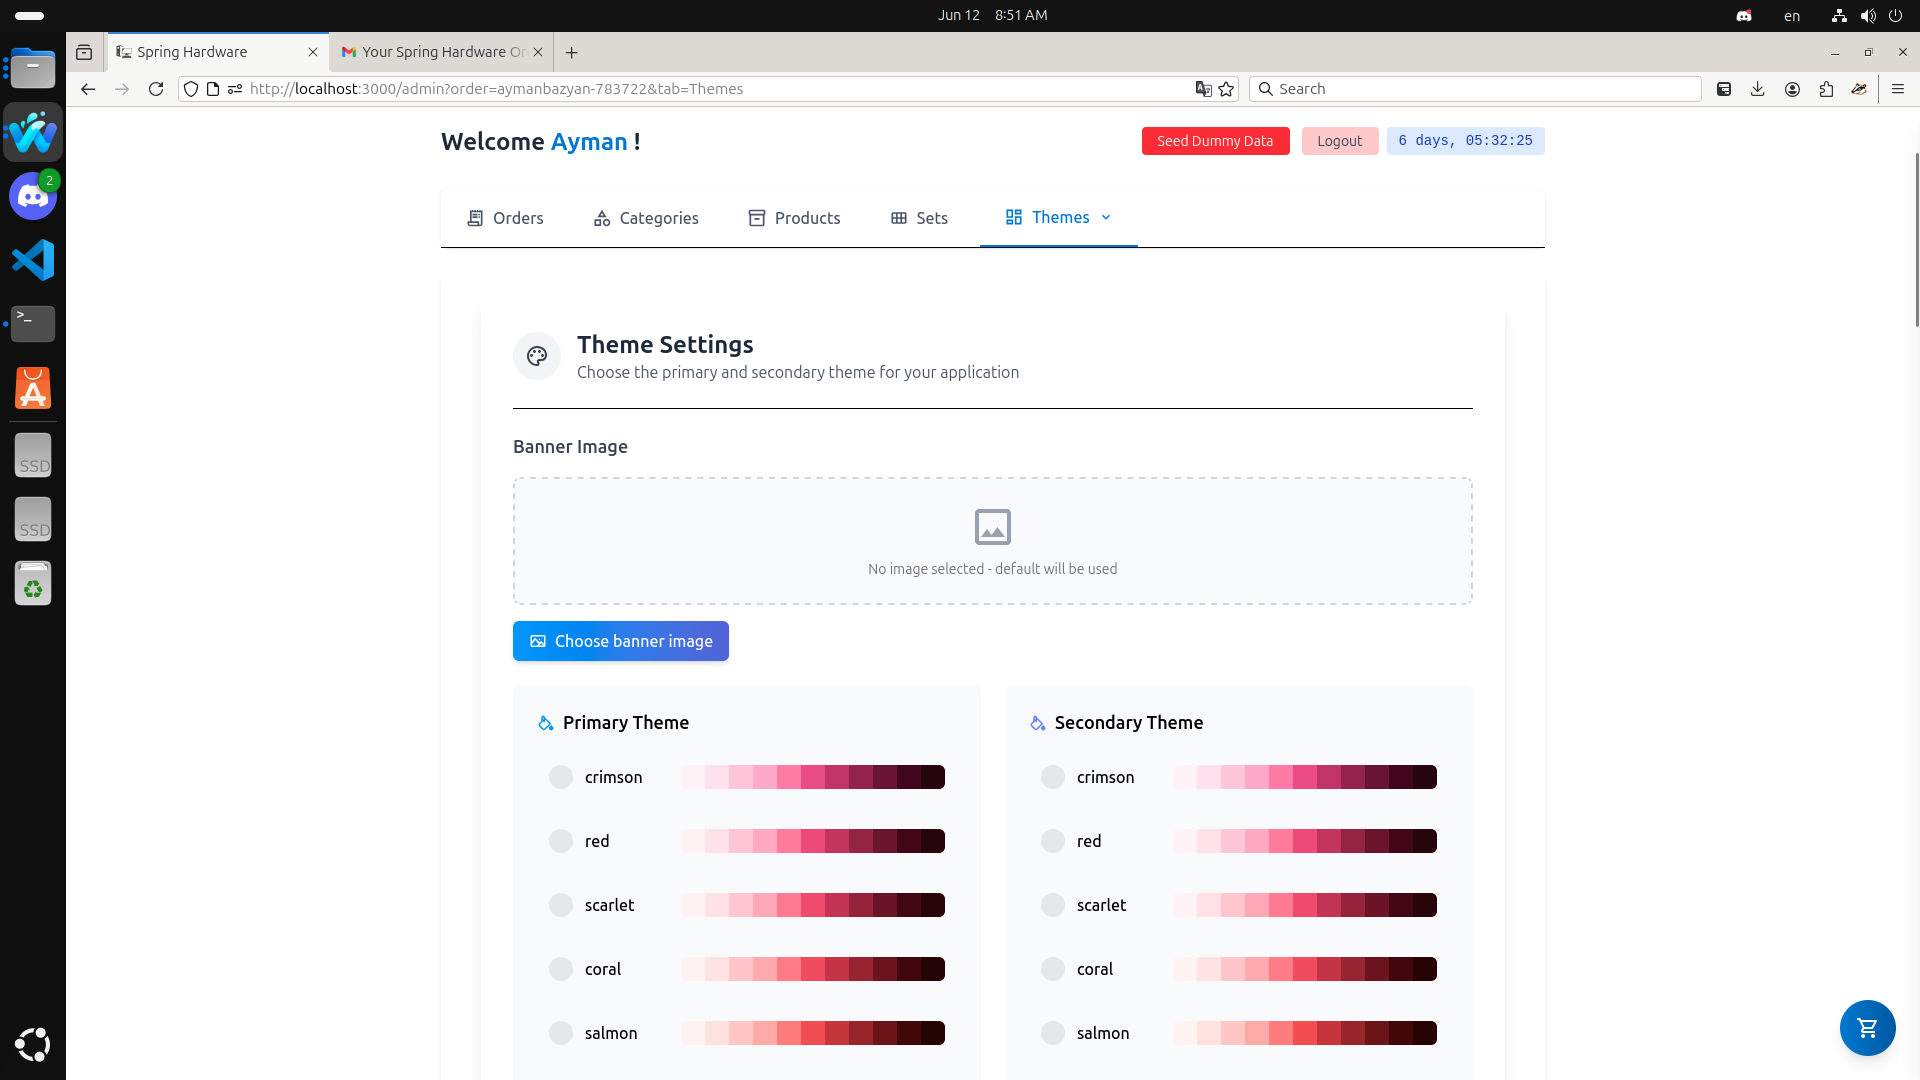 Jun 12 8:51 AM
en
Spring Hardware
Your Spring Hardware Or
http://localhost:3000/admin?order=aymanbazyan-783722&tab=Themes
Search
2
>_
SSD
SSD
Welcome Ayman !
Seed Dummy Data
Logout
6 days, 05:32:25
Orders
Categories
Products
Sets
Themes
Theme Settings
Choose the primary and secondary theme for your application
Banner Image
No image selected - default will be used
Choose banner image
Primary Theme
crimson
red
scarlet
coral
salmon
Secondary Theme
crimson
red
scarlet
coral
salmon